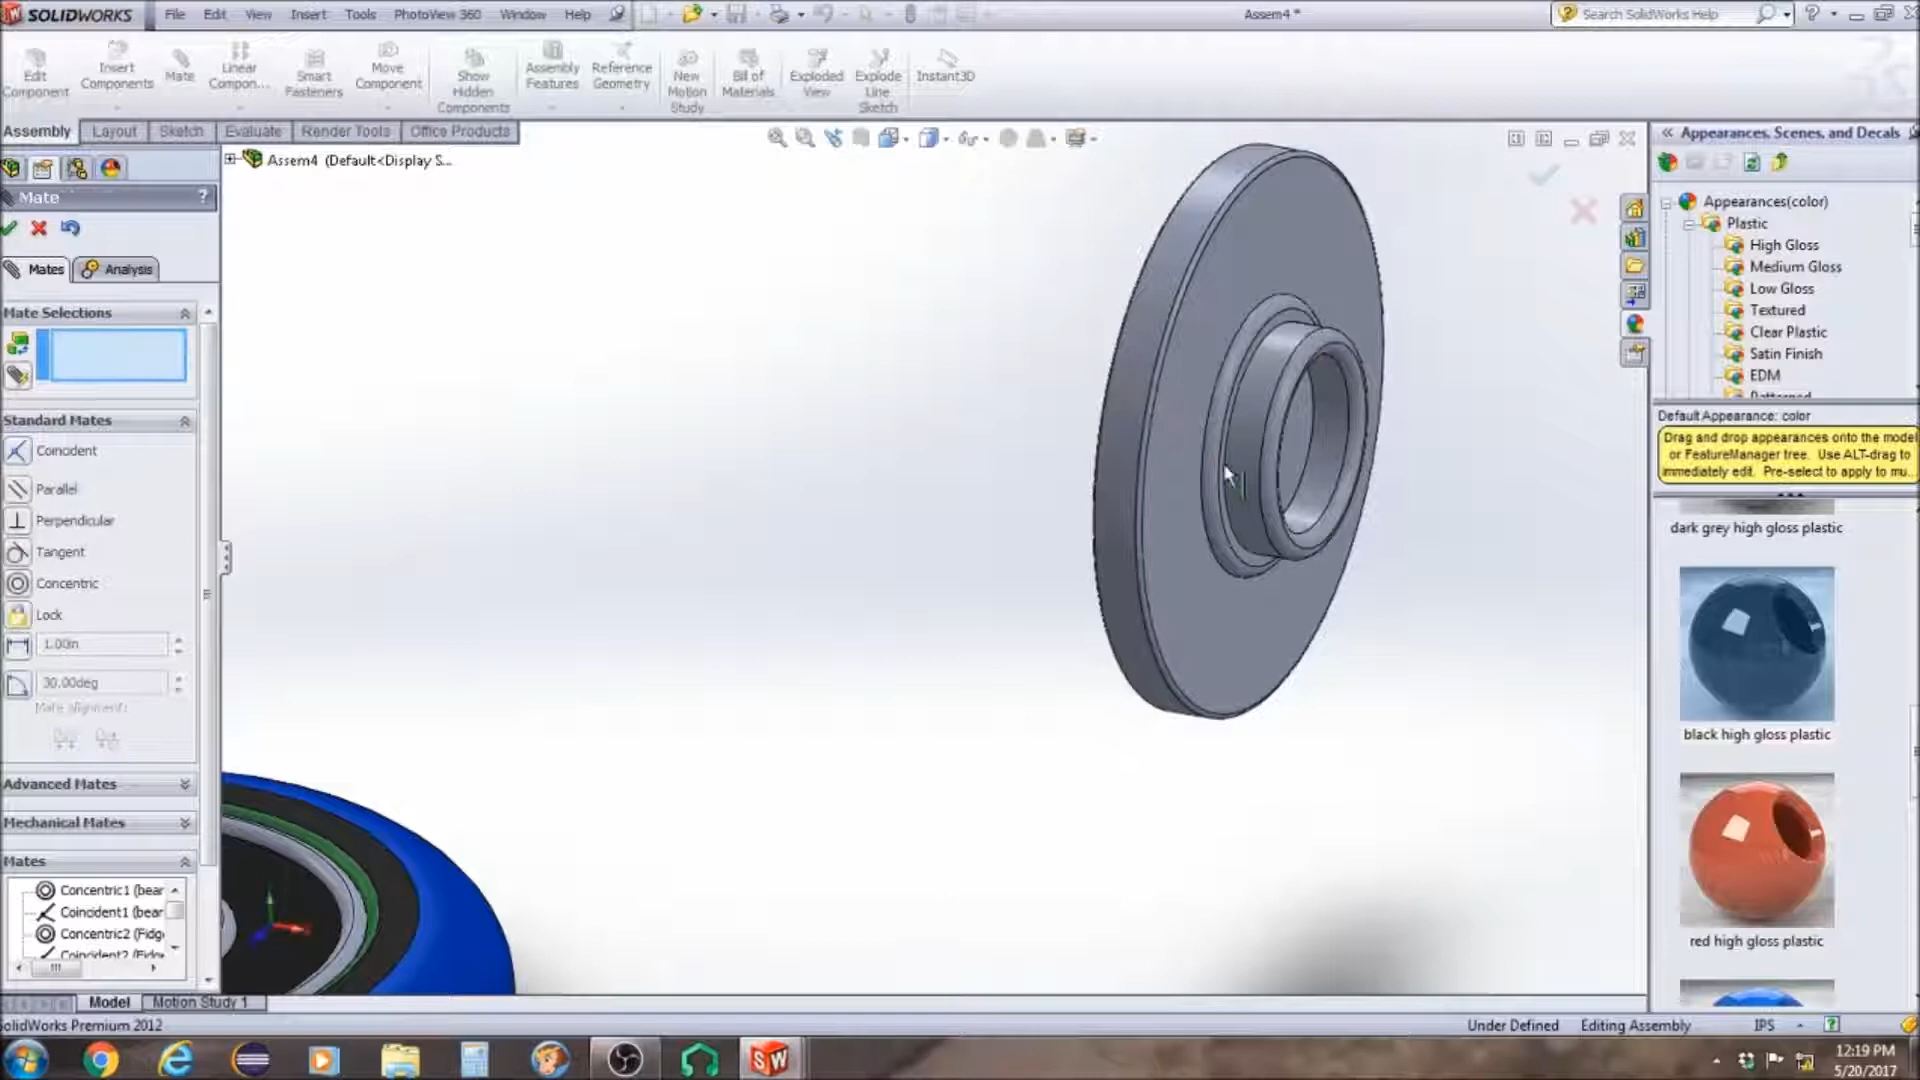 SOLIDWORKS File Edit View Insert Tools PhotoView 360 Window Help Assem4 * Search SolidWorks Help
Edit Component
Insert Components
Mate
Linear Compon...
Smart Fasteners
Move Component
Show Hidden Components
Assembly Features
Reference Geometry
New Motion Study
Bill of Materials
Exploded View
Explode Line Sketch
Instant3D
Assembly Layout Sketch Evaluate Render Tools Office Products
Assem4 (Default<Display S...
Mate ?
Mates Analysis
Mate Selections
Standard Mates
Coincident
Parallel
Perpendicular
Tangent
Concentric
Lock
1.00in
30.00deg
Mate alignment:
Advanced Mates
Mechanical Mates
Mates
Concentric1 (bear
Coincident1 (bear
Concentric2 (Fidg
Coincident2 (Fidg
Appearances, Scenes, and Decals
Appearances(color)
Plastic
High Gloss
Medium Gloss
Low Gloss
Textured
Clear Plastic
Satin Finish
EDM
Patterned
Default Appearance: color
Drag and drop appearances onto the model
or FeatureManager tree. Use ALT-drag to
immediately edit. Pre-select to apply to mu...
dark grey high gloss plastic
black high gloss plastic
red high gloss plastic
Model Motion Study 1
SolidWorks Premium 2012 Under Defined Editing Assembly IPS
SW
12:19 PM
5/20/2017